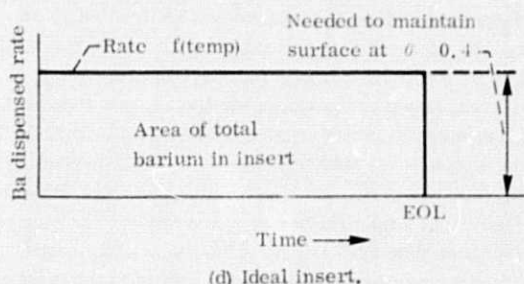 Needed to maintain
Rate f(temp)
surface at θ 0.4
Ba dispensed rate
Area of total
barium in insert
EOL
Time
(d) Ideal insert.